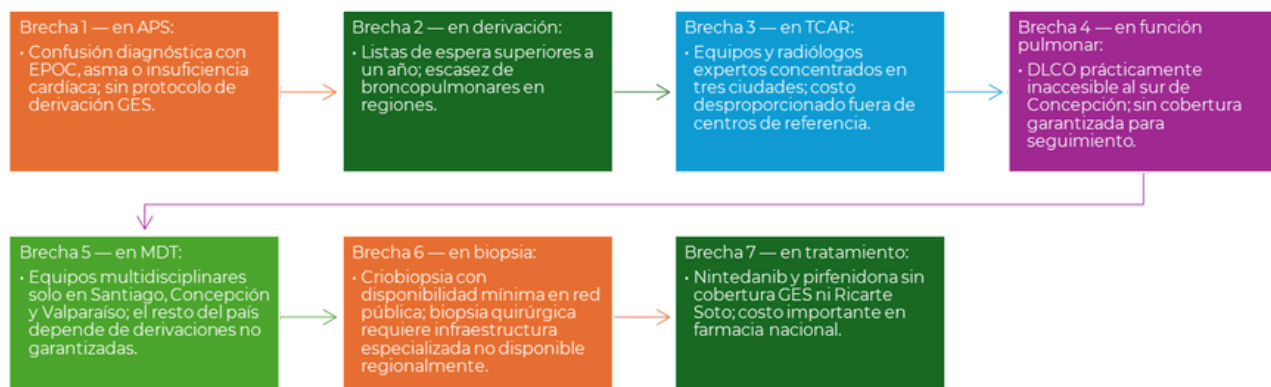 Brecha 1 — en APS:
• Confusión diagnóstica con
EPOC, asma o insuficiencia
cardíaca; sin protocolo de
derivación GES.
Brecha 2 — en derivación:
• Listas de espera superiores a
un año; escasez de
broncopulmonares en
regiones.
Brecha 3 — en TCAR:
• Equipos y radiólogos
expertos concentrados en
tres ciudades; costo
desproporcionado fuera de
centros de referencia.
Brecha 4 — en función
pulmonar:
• DLCO prácticamente
inaccesible al sur de
Concepción; sin cobertura
garantizada para
seguimiento.
Brecha 5 — en MDT:
• Equipos multidisciplinares
solo en Santiago, Concepción
y Valparaíso; el resto del país
depende de derivaciones no
garantizadas.
Brecha 6 — en biopsia:
• Criobiopsia con
disponibilidad mínima en red
pública; biopsia quirúrgica
requiere infraestructura
especializada no disponible
regionalmente.
Brecha 7 — en tratamiento:
• Nintedanib y pirfenidona sin
cobertura GES ni Ricarte
Soto; costo importante en
farmacia nacional.